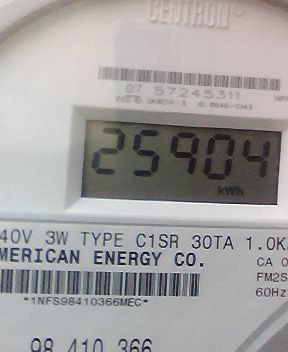 CENTRON®
07 57245311
25904
kWh
40V 3W TYPE C1SR 30TA 1.0K
MERICAN ENERGY CO.
CA 0
FM2S
60Hz
*1NFS98410366MEC*
98 410 366